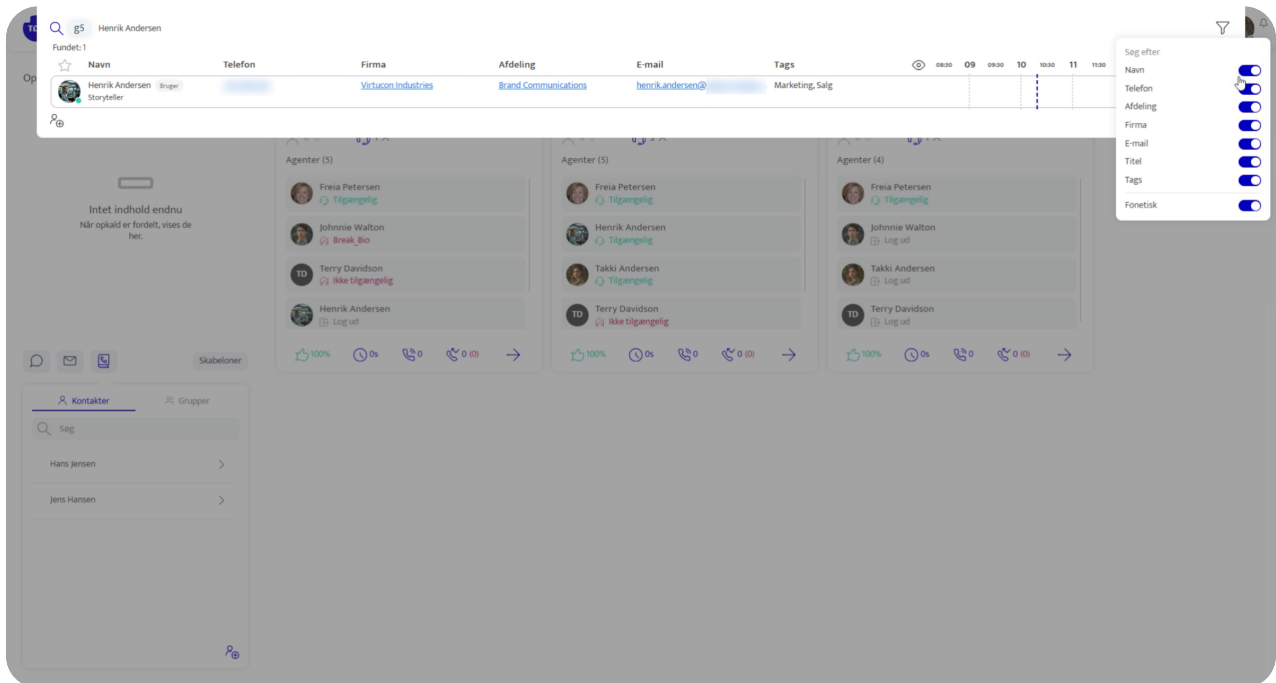 g5 Henrik Andersen
Fundet: 1
Navn Telefon Firma Afdeling E-mail Tags 08:30 09 09:30 10 10:30 11 11:30
Henrik Andersen Bruger Virtucon Industries Brand Communications henrik.andersen@ Marketing, Salg
Storyteller
Søg efter
Navn
Telefon
Afdeling
Firma
E-mail
Titel
Tags
Fonetisk
Op
Intet indhold endnu
Når opkald er fordelt, vises de
her.
Agenter (5)
Freia Petersen
Tilgængelig
Johnnie Walton
Break_Bio
TD Terry Davidson
Ikke tilgængelig
Henrik Andersen
Log ud
100% 0s 0 0 (0)
Agenter (5)
Freia Petersen
Tilgængelig
Henrik Andersen
Tilgængelig
Takki Andersen
Tilgængelig
TD Terry Davidson
Ikke tilgængelig
100% 0s 0 0 (0)
Agenter (4)
Freia Petersen
Tilgængelig
Johnnie Walton
Log ud
Takki Andersen
Log ud
TD Terry Davidson
Log ud
100% 0s 0 0 (0)
Skabeloner
Kontakter Grupper
Søg
Hans Jensen
Jens Hansen